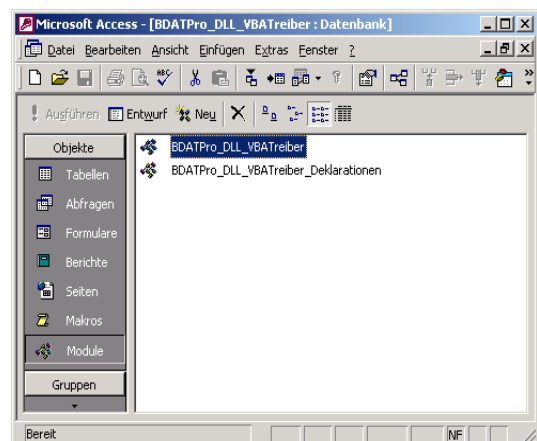 Microsoft Access - [BDATPro_DLL_VBATreiber : Datenbank]
Datei Bearbeiten Ansicht Einfügen Extras Fenster ?
ABC
Ausführen Entwurf Neu
Objekte
Tabellen
Abfragen
Formulare
Berichte
Seiten
Makros
Module
Gruppen
BDATPro_DLL_VBATreiber
BDATPro_DLL_VBATreiber_Deklarationen
Bereit
NF